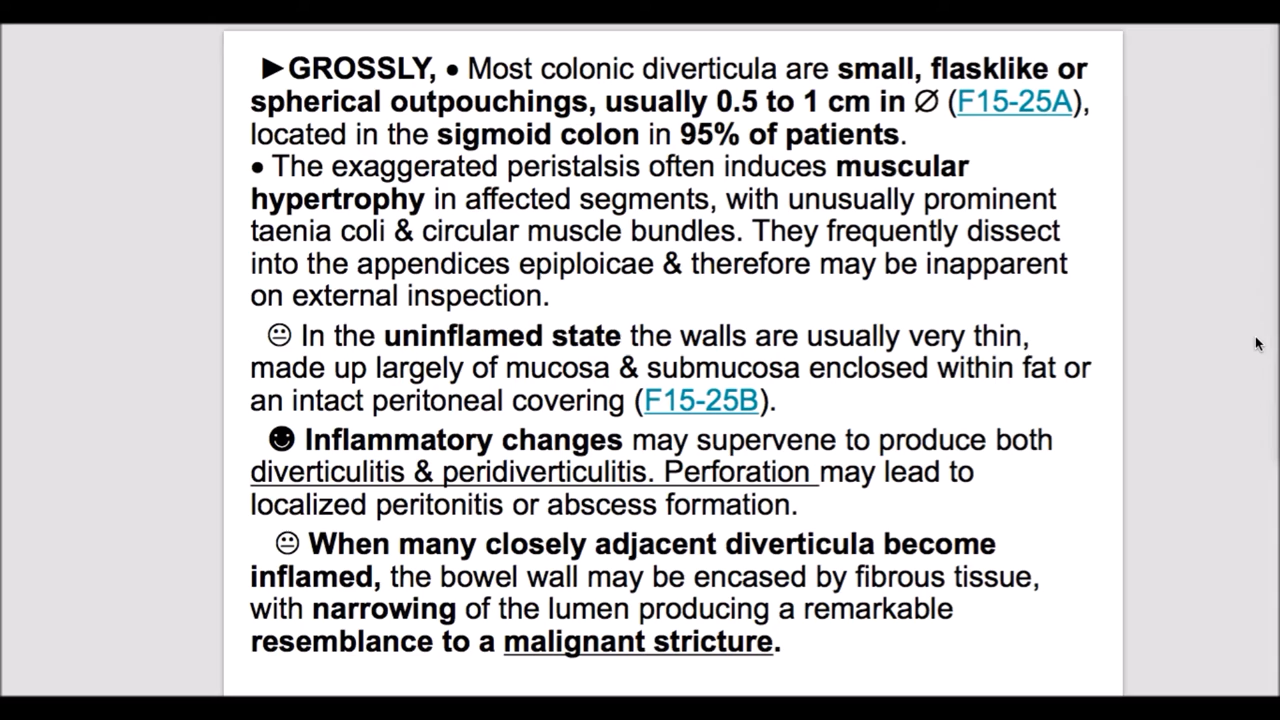 ►GROSSLY, • Most colonic diverticula are small, flasklike or
spherical outpouchings, usually 0.5 to 1 cm in ∅ (F15-25A),
located in the sigmoid colon in 95% of patients.
• The exaggerated peristalsis often induces muscular
hypertrophy in affected segments, with unusually prominent
taenia coli & circular muscle bundles. They frequently dissect
into the appendices epiploicae & therefore may be inapparent
on external inspection.
😐 In the uninflamed state the walls are usually very thin,
made up largely of mucosa & submucosa enclosed within fat or
an intact peritoneal covering (F15-25B).
☻ Inflammatory changes may supervene to produce both
diverticulitis & peridiverticulitis. Perforation may lead to
localized peritonitis or abscess formation.
😐 When many closely adjacent diverticula become
inflamed, the bowel wall may be encased by fibrous tissue,
with narrowing of the lumen producing a remarkable
resemblance to a malignant stricture.